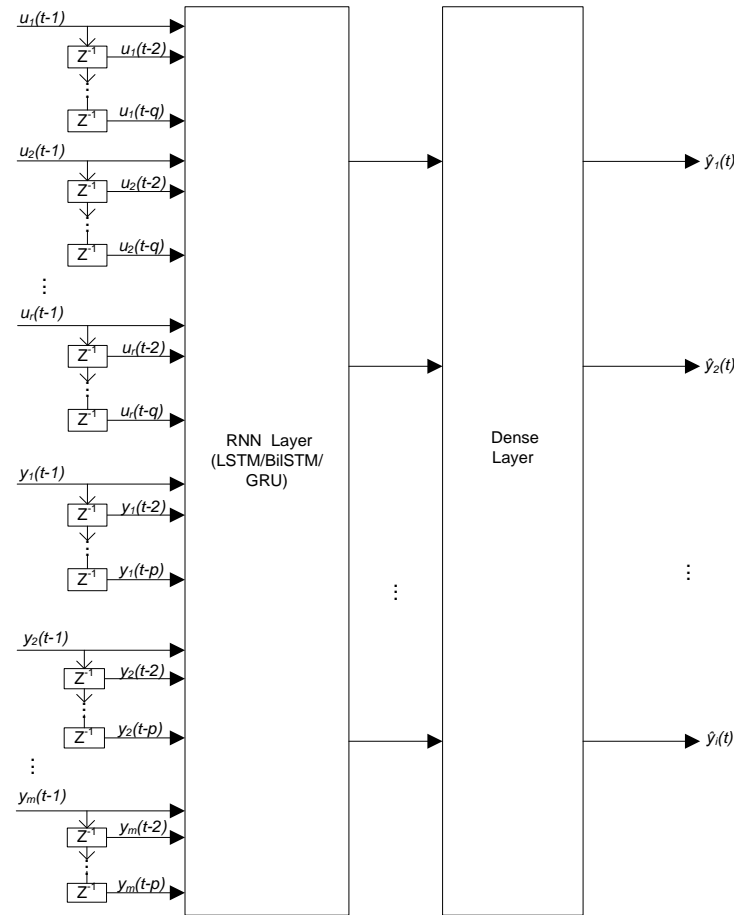 u₁(t-1)
Z⁻¹ u₁(t-2)
⋮
Z⁻¹ u₁(t-q)
u₂(t-1) ŷ₁(t)
Z⁻¹ u₂(t-2)
⋮
Z⁻¹ u₂(t-q)
⋮
uᵣ(t-1)
Z⁻¹ uᵣ(t-2) ŷ₂(t)
⋮
Z⁻¹ uᵣ(t-q)
RNN Layer
(LSTM/BilSTM/
GRU)
Dense
Layer
y₁(t-1)
Z⁻¹ y₁(t-2)
⋮
Z⁻¹ y₁(t-p)
⋮
⋮
y₂(t-1)
Z⁻¹ y₂(t-2)
⋮
Z⁻¹ y₂(t-p)
ŷᵢ(t)
⋮
yₘ(t-1)
Z⁻¹ yₘ(t-2)
⋮
Z⁻¹ yₘ(t-p)